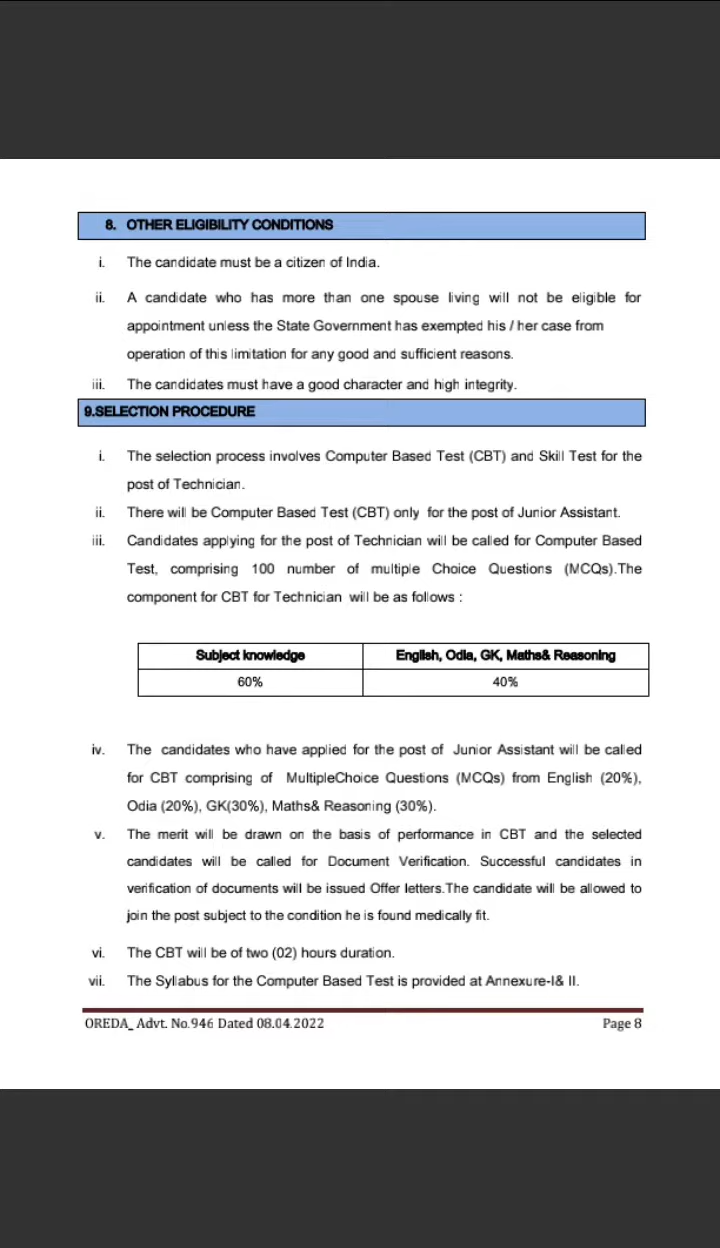 8. OTHER ELIGIBILITY CONDITIONS
i. The candidate must be a citizen of India.
ii. A candidate who has more than one spouse living will not be eligible for
appointment unless the State Government has exempted his / her case from
operation of this limitation for any good and sufficient reasons.
iii. The candidates must have a good character and high integrity.
9.SELECTION PROCEDURE
i. The selection process involves Computer Based Test (CBT) and Skill Test for the
post of Technician.
ii. There will be Computer Based Test (CBT) only for the post of Junior Assistant.
iii. Candidates applying for the post of Technician will be called for Computer Based
Test, comprising 100 number of multiple Choice Questions (MCQs).The
component for CBT for Technician will be as follows :
Subject knowledge English, Odia, GK, Maths& Reasoning
60% 40%
iv. The candidates who have applied for the post of Junior Assistant will be called
for CBT comprising of MultipleChoice Questions (MCQs) from English (20%),
Odia (20%), GK(30%), Maths& Reasoning (30%).
v. The merit will be drawn on the basis of performance in CBT and the selected
candidates will be called for Document Verification. Successful candidates in
verification of documents will be issued Offer letters.The candidate will be allowed to
join the post subject to the condition he is found medically fit.
vi. The CBT will be of two (02) hours duration.
vii. The Syllabus for the Computer Based Test is provided at Annexure-I& II.
OREDA_ Advt. No.946 Dated 08.04.2022 Page 8